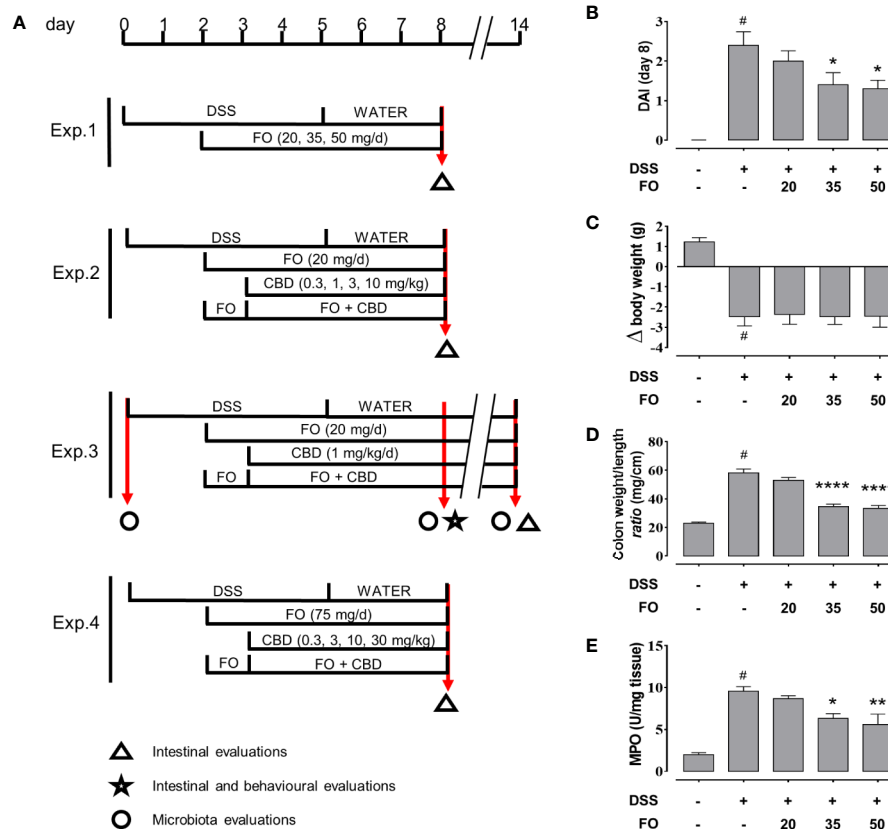 A
day
0 1 2 3 4 5 6 7 8 14
Exp.1
DSS WATER
FO (20, 35, 50 mg/d)
Exp.2
DSS WATER
FO (20 mg/d)
CBD (0.3, 1, 3, 10 mg/kg)
FO FO + CBD
Exp.3
DSS WATER
FO (20 mg/d)
CBD (1 mg/kg/d)
FO FO + CBD
Exp.4
DSS WATER
FO (75 mg/d)
CBD (0.3, 3, 10, 30 mg/kg)
FO FO + CBD
Intestinal evaluations
Intestinal and behavioural evaluations
Microbiota evaluations
B
DAI (day 8)
2
1
0
# * *
DSS - + + + +
FO - - 20 35 50
C
Δ body weight (g)
2
1
0
-1
-2
-3
-4
#
DSS - + + + +
FO - - 20 35 50
D
Colon weight/length
ratio (mg/cm)
80
60
40
20
0
# **** ****
DSS - + + + +
FO - - 20 35 50
E
MPO (U/mg tissue)
15
10
5
0
# * **
DSS - + + + +
FO - - 20 35 50